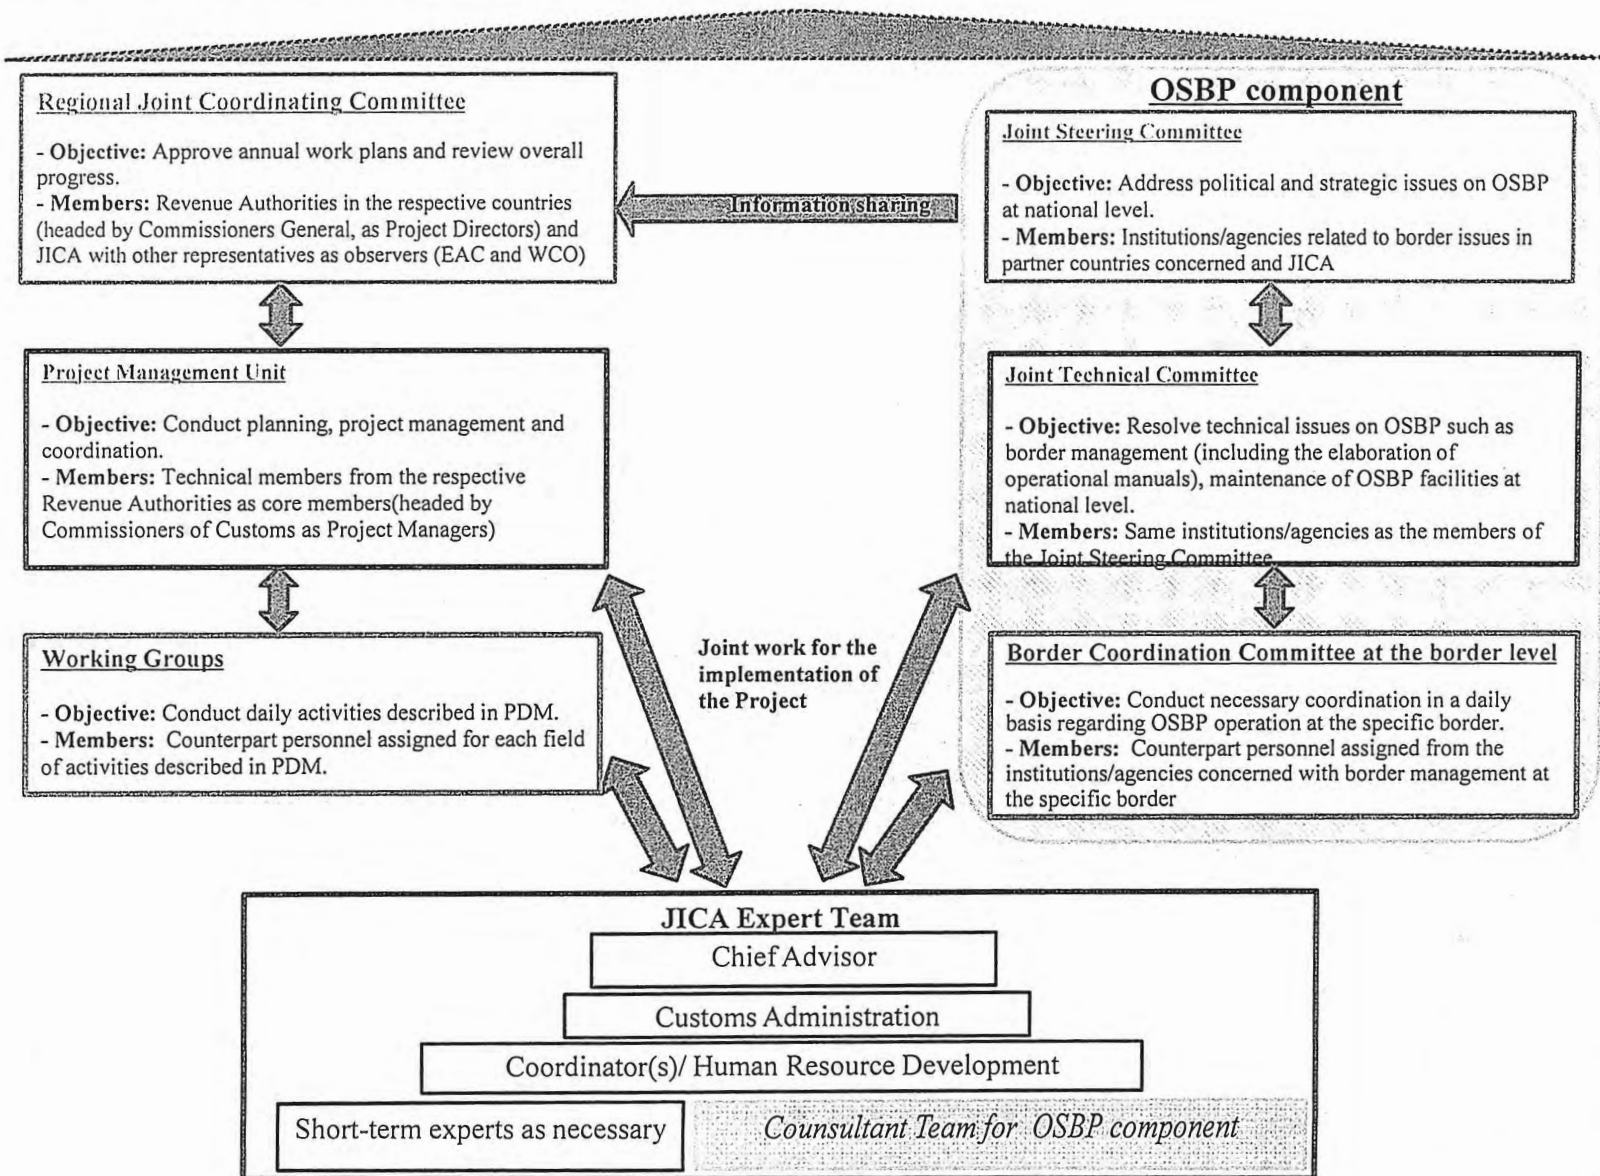 Regional Joint Coordinating Committee
- Objective: Approve annual work plans and review overall
progress.
- Members: Revenue Authorities in the respective countries
(headed by Commissioners General, as Project Directors) and
JICA with other representatives as observers (EAC and WCO)
Information sharing
OSBP component
Joint Steering Committee
- Objective: Address political and strategic issues on OSBP
at national level.
- Members: Institutions/agencies related to border issues in
partner countries concerned and JICA
Project Management Unit
- Objective: Conduct planning, project management and
coordination.
- Members: Technical members from the respective
Revenue Authorities as core members(headed by
Commissioners of Customs as Project Managers)
Joint Technical Committee
- Objective: Resolve technical issues on OSBP such as
border management (including the elaboration of
operational manuals), maintenance of OSBP facilities at
national level.
- Members: Same institutions/agencies as the members of
the Joint Steering Committee
Working Groups
- Objective: Conduct daily activities described in PDM.
- Members: Counterpart personnel assigned for each field
of activities described in PDM.
Joint work for the
implementation of
the Project
Border Coordination Committee at the border level
- Objective: Conduct necessary coordination in a daily
basis regarding OSBP operation at the specific border.
- Members: Counterpart personnel assigned from the
institutions/agencies concerned with border management at
the specific border
JICA Expert Team
Chief Advisor
Customs Administration
Coordinator(s)/ Human Resource Development
Short-term experts as necessary
Counsultant Team for OSBP component